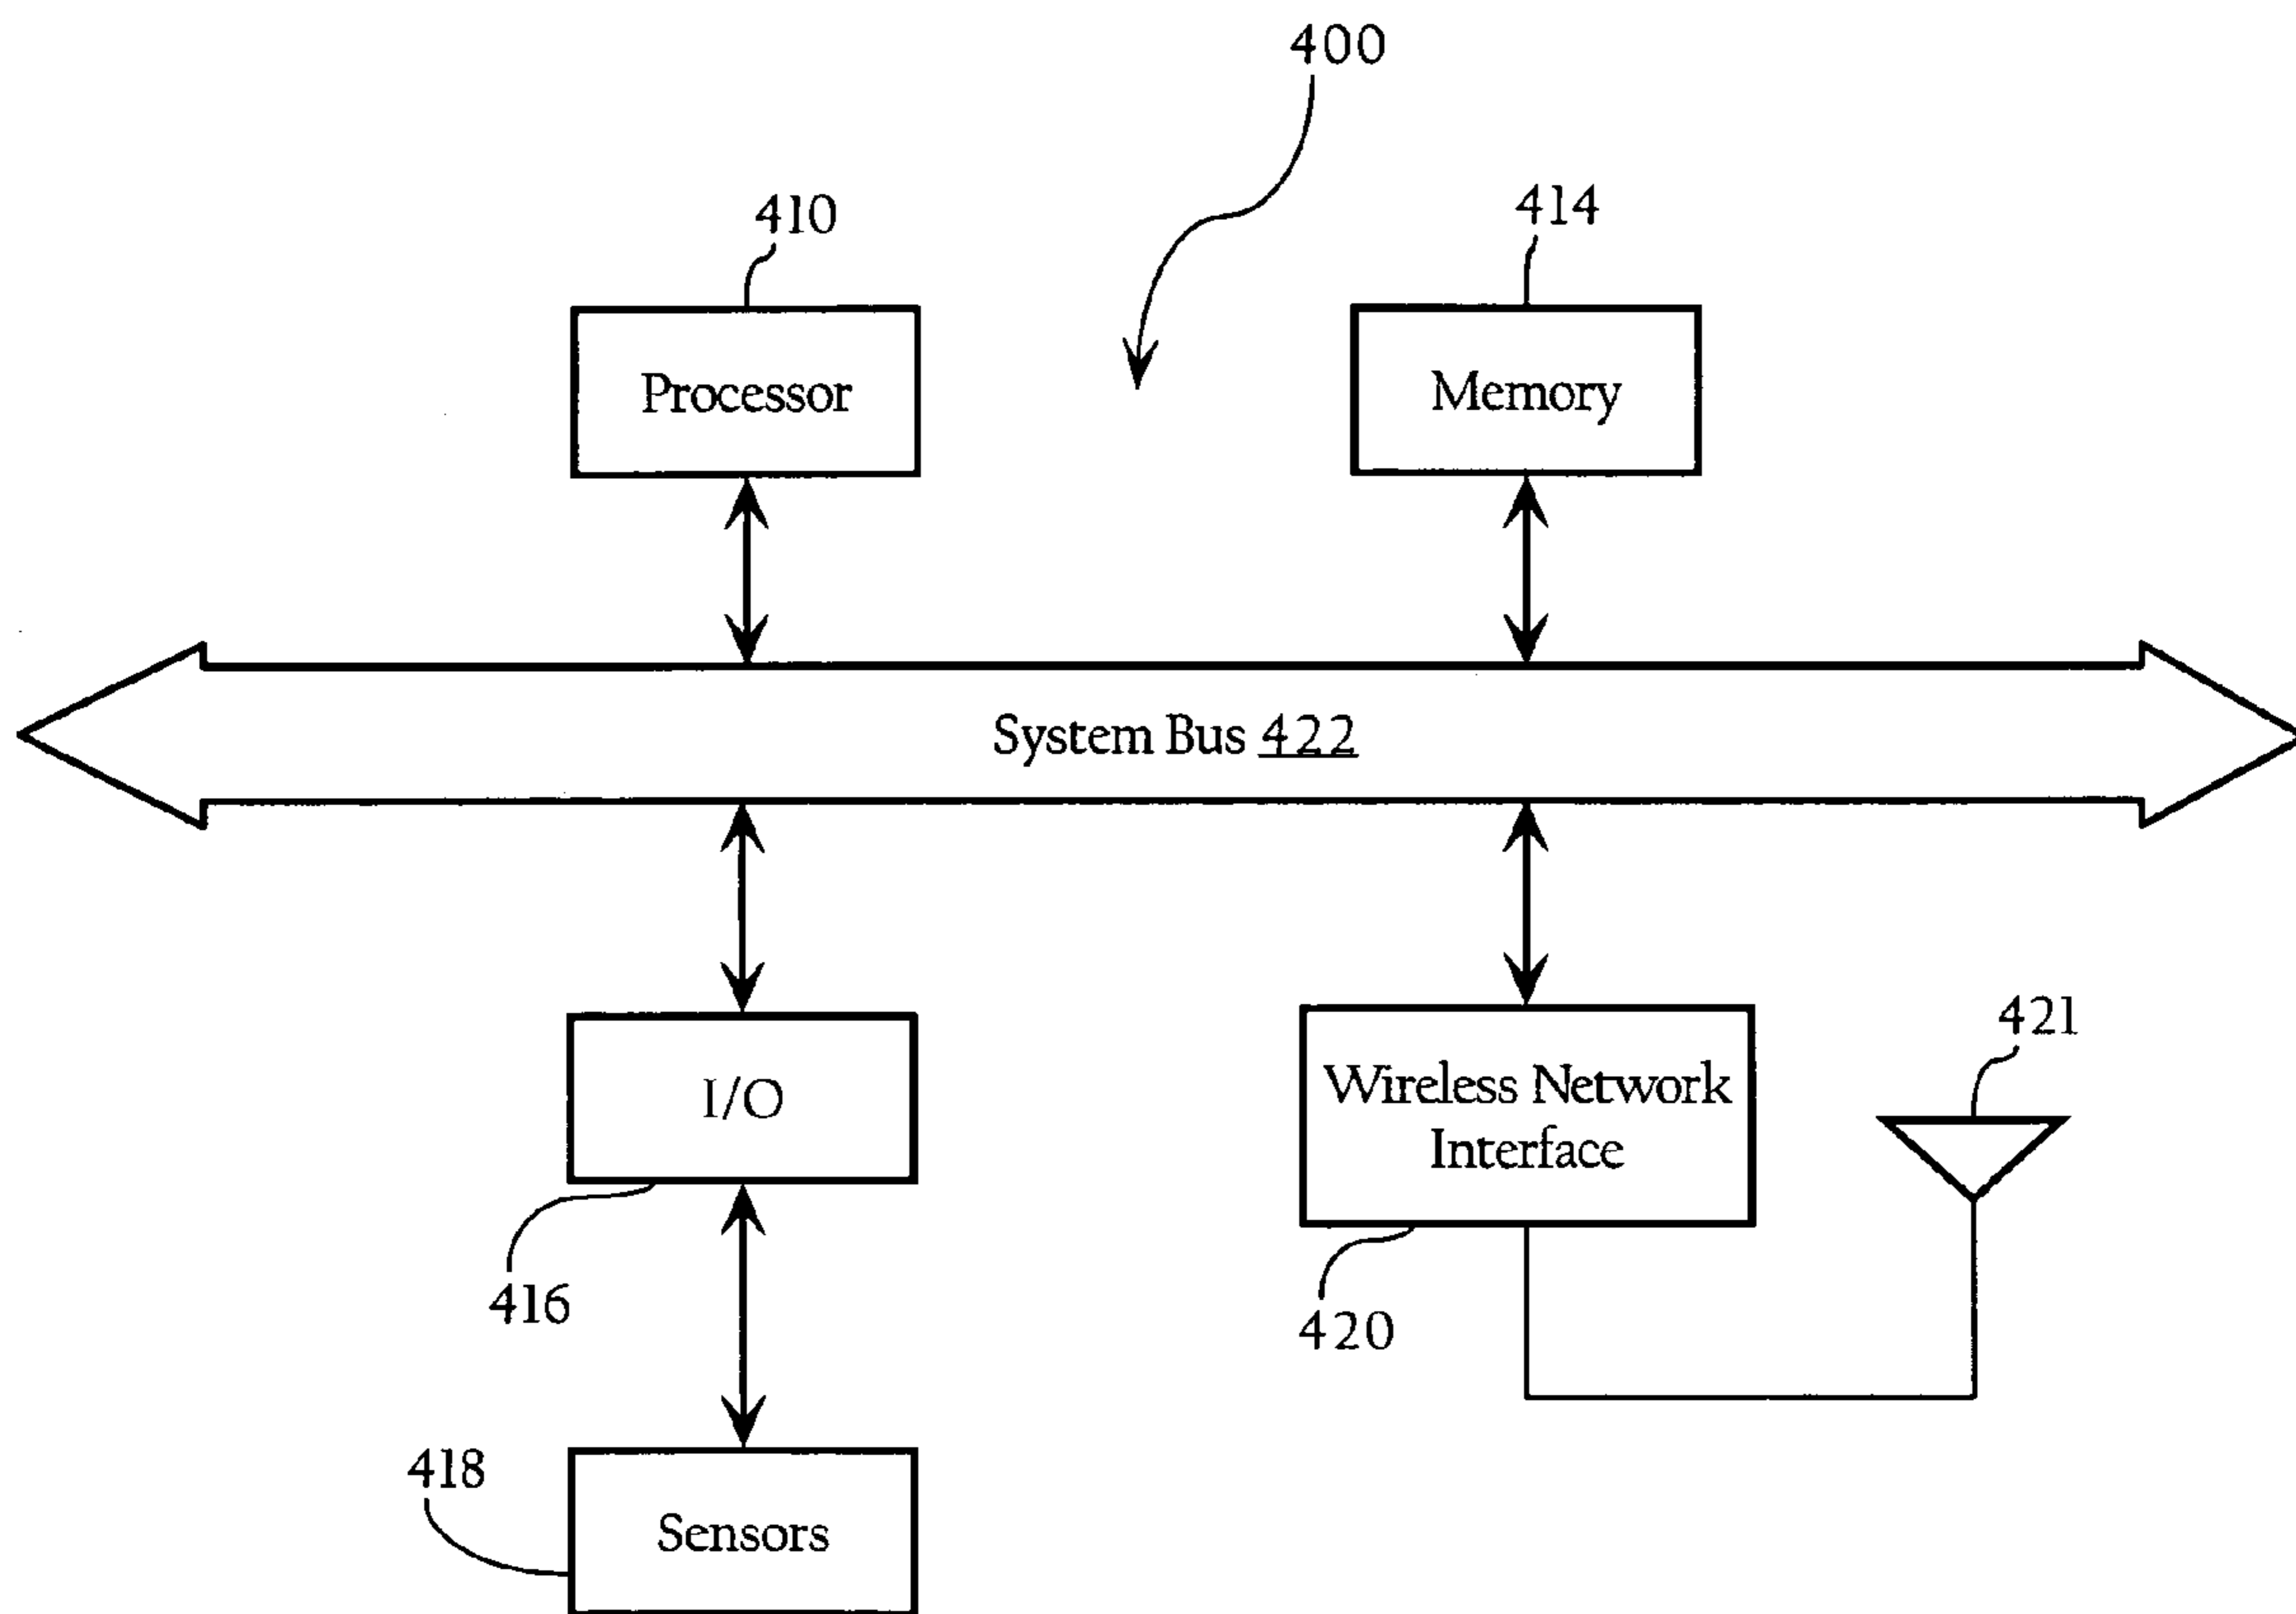 400
410
414
Processor
Memory
System Bus 422
I/O
Wireless Network
Interface
421
416
420
418
Sensors